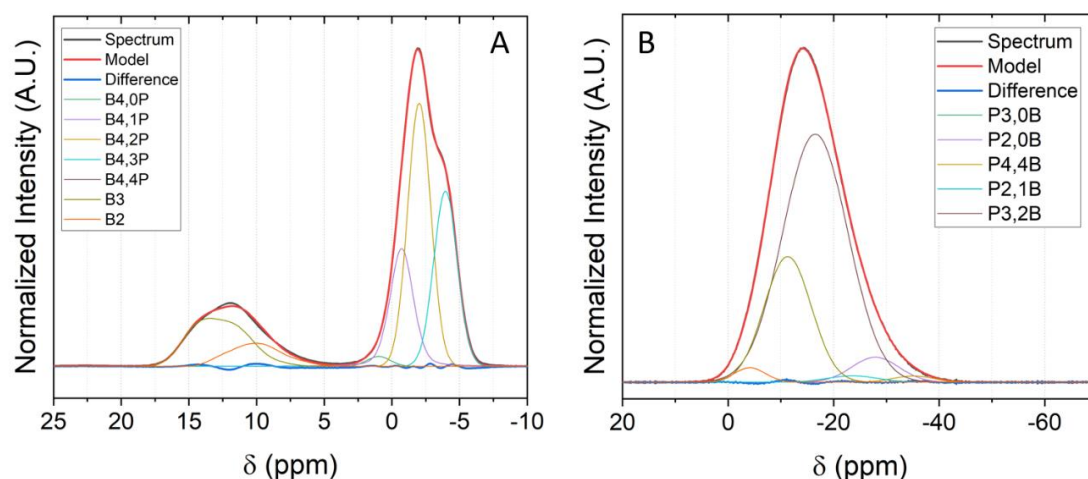 A
Normalized Intensity (A.U.)
Spectrum
Model
Difference
B4,0P
B4,1P
B4,2P
B4,3P
B4,4P
B3
B2
25 20 15 10 5 0 -5 -10
δ (ppm)
B
Normalized Intensity (A.U.)
Spectrum
Model
Difference
P3,0B
P2,0B
P4,4B
P2,1B
P3,2B
20 0 -20 -40 -60
δ (ppm)